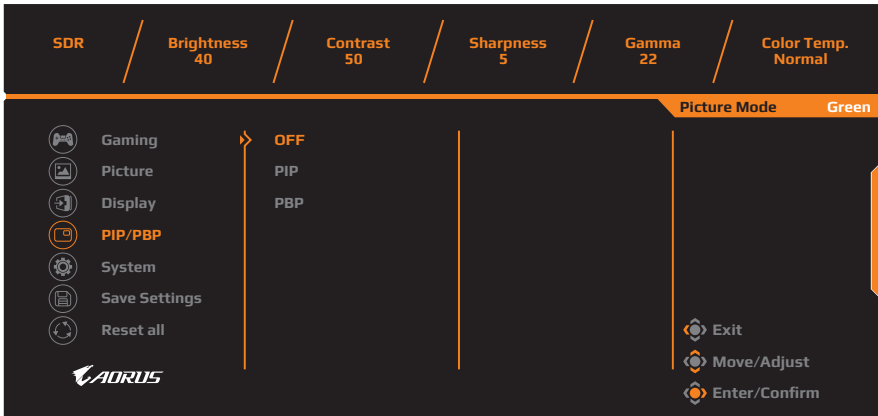 SDR Brightness Contrast Sharpness Gamma Color Temp.
40 50 5 22 Normal
Picture Mode Green
Gaming OFF
Picture PIP
Display PBP
PIP/PBP
System
Save Settings
Reset all Exit
AORUS Move/Adjust
Enter/Confirm